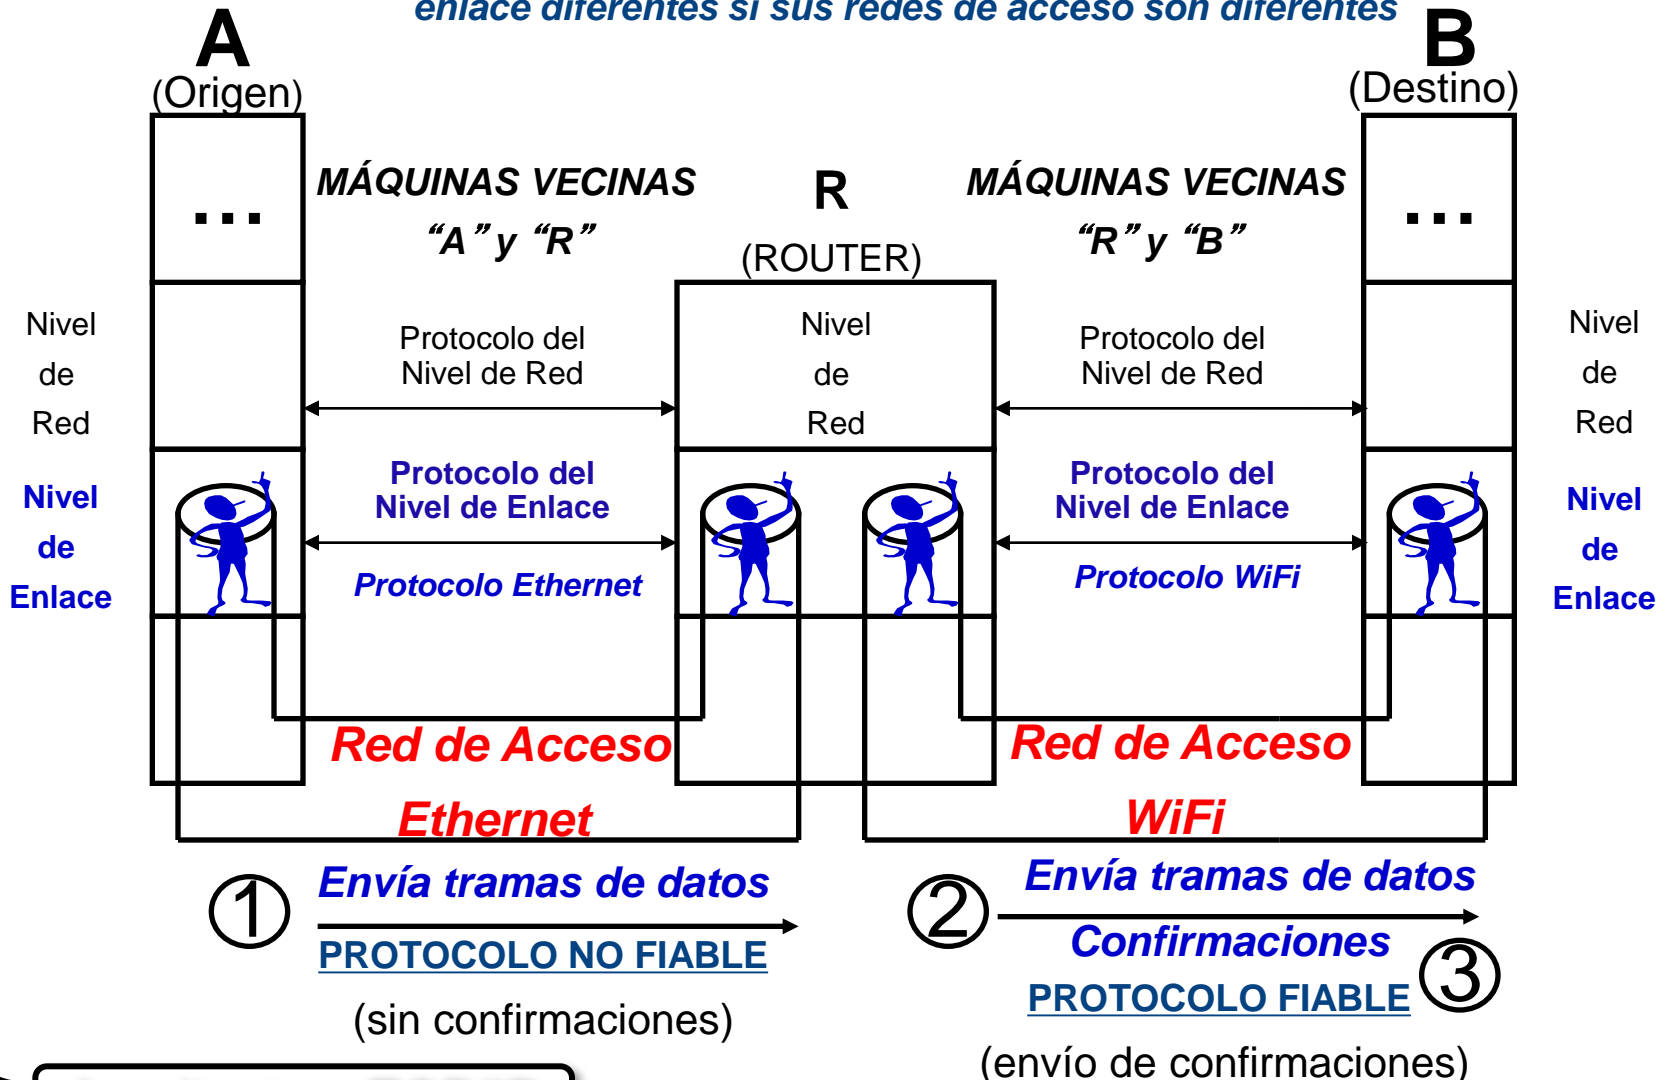 enlace diferentes si sus redes de acceso son diferentes
A
(Origen)
B
(Destino)
...
MÁQUINAS VECINAS
“A” y “R”
R
(ROUTER)
MÁQUINAS VECINAS
“R” y “B”
...
Nivel
de
Red
Protocolo del
Nivel de Red
Nivel
de
Red
Protocolo del
Nivel de Red
Nivel
de
Red
Nivel
de
Enlace
Protocolo del
Nivel de Enlace
Protocolo Ethernet
Protocolo del
Nivel de Enlace
Protocolo WiFi
Nivel
de
Enlace
Red de Acceso
Ethernet
Red de Acceso
WiFi
1
Envía tramas de datos
PROTOCOLO NO FIABLE
(sin confirmaciones)
2
Envía tramas de datos
Confirmaciones
3
PROTOCOLO FIABLE
(envío de confirmaciones)